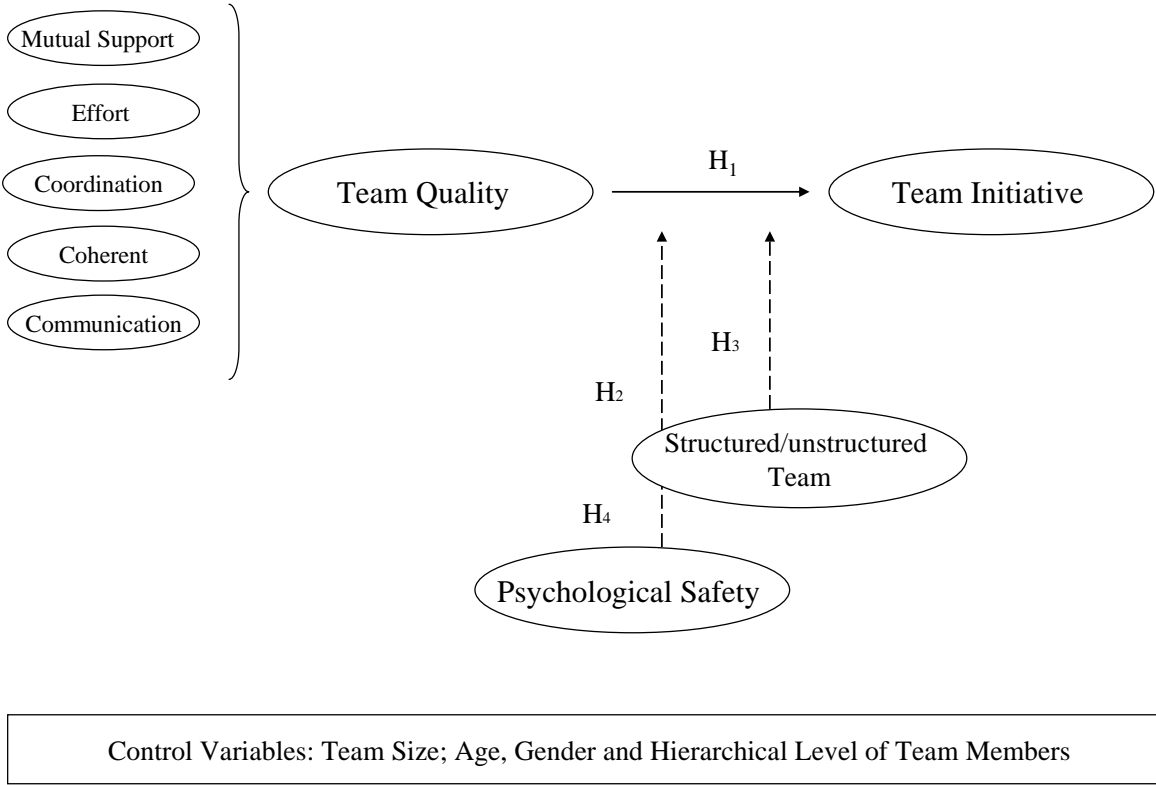 Mutual Support
Effort
Coordination
Coherent
Communication
Team Quality
H1
Team Initiative
H2
H3
Structured/unstructured
Team
H4
Psychological Safety
Control Variables: Team Size; Age, Gender and Hierarchical Level of Team Members